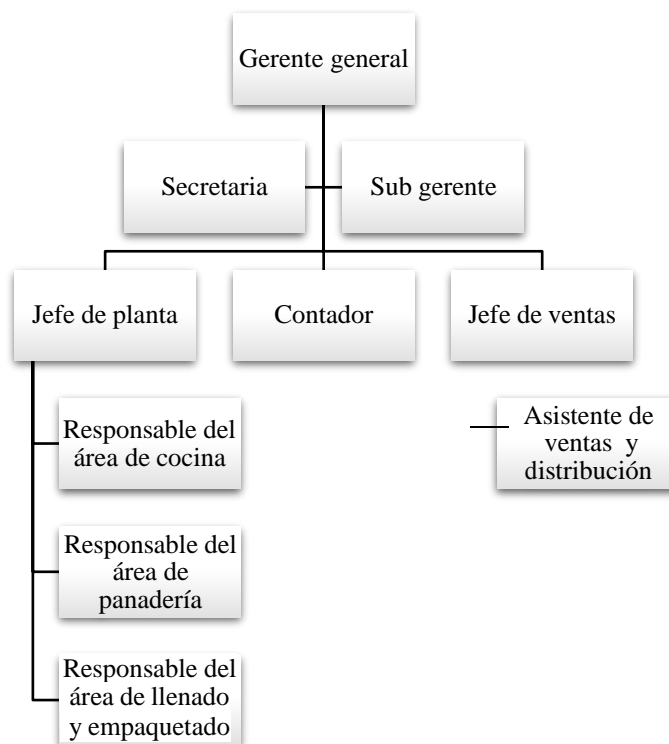 Gerente general
Secretaria
Sub gerente
Jefe de planta
Contador
Jefe de ventas
Responsable del
área de cocina
Asistente de
ventas y
distribución
Responsable del
área de
panadería
Responsable del
área de llenado
y empaquetado